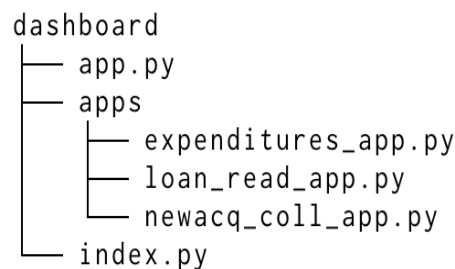 dashboard
app.py
apps
expenditures_app.py
loan_read_app.py
newacq_coll_app.py
index.py